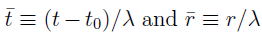 t̄ ≡ (t − t₀)/λ and r̄ ≡ r/λ